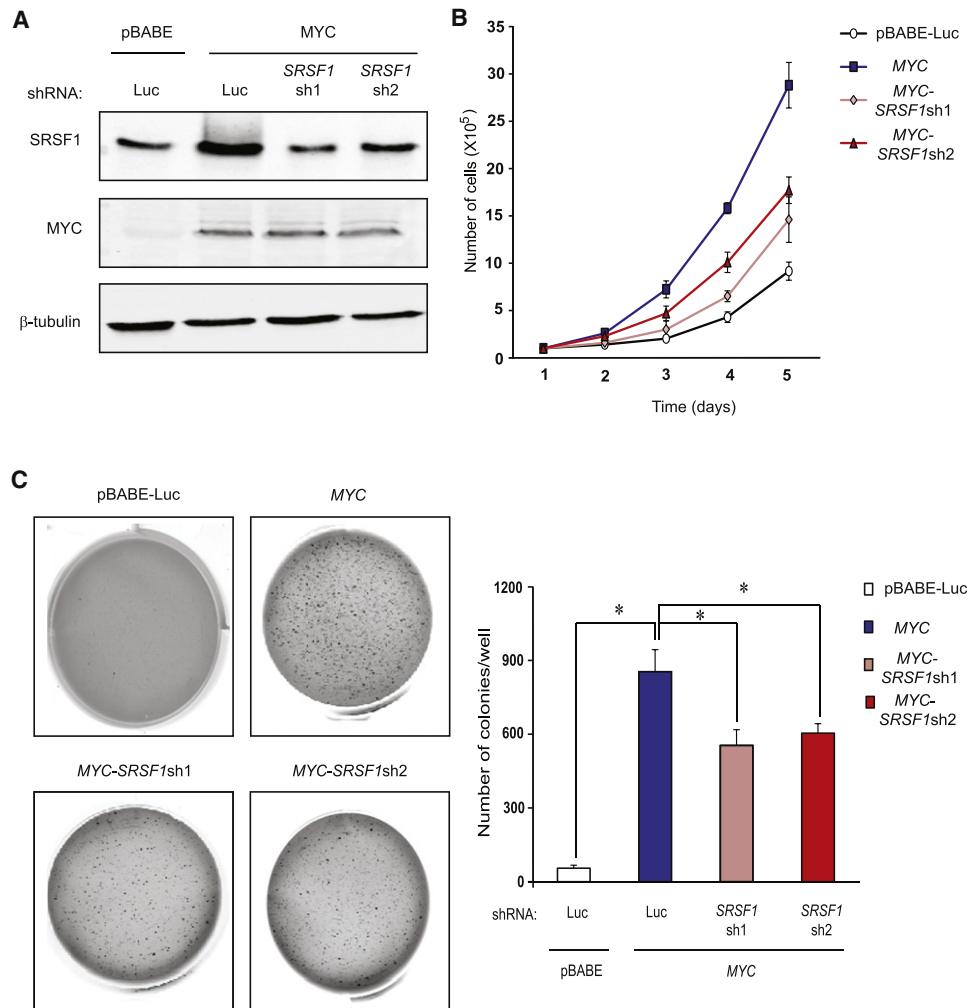 A
pBABE MYC
SRSF1 SRSF1
shRNA: Luc Luc sh1 sh2
SRSF1
MYC
β-tubulin
B
Number of cells (X10⁵)
35
30
25
20
15
10
5
0
1 2 3 4 5
Time (days)
pBABE-Luc
MYC
MYC-
SRSF1sh1
MYC-
SRSF1sh2
C
pBABE-Luc MYC
MYC-SRSF1sh1 MYC-SRSF1sh2
Number of colonies/well
1200
900
600
300
0
* * *
shRNA: Luc Luc SRSF1 SRSF1
sh1 sh2
pBABE MYC
pBABE-Luc
MYC
MYC-
SRSF1sh1
MYC-
SRSF1sh2